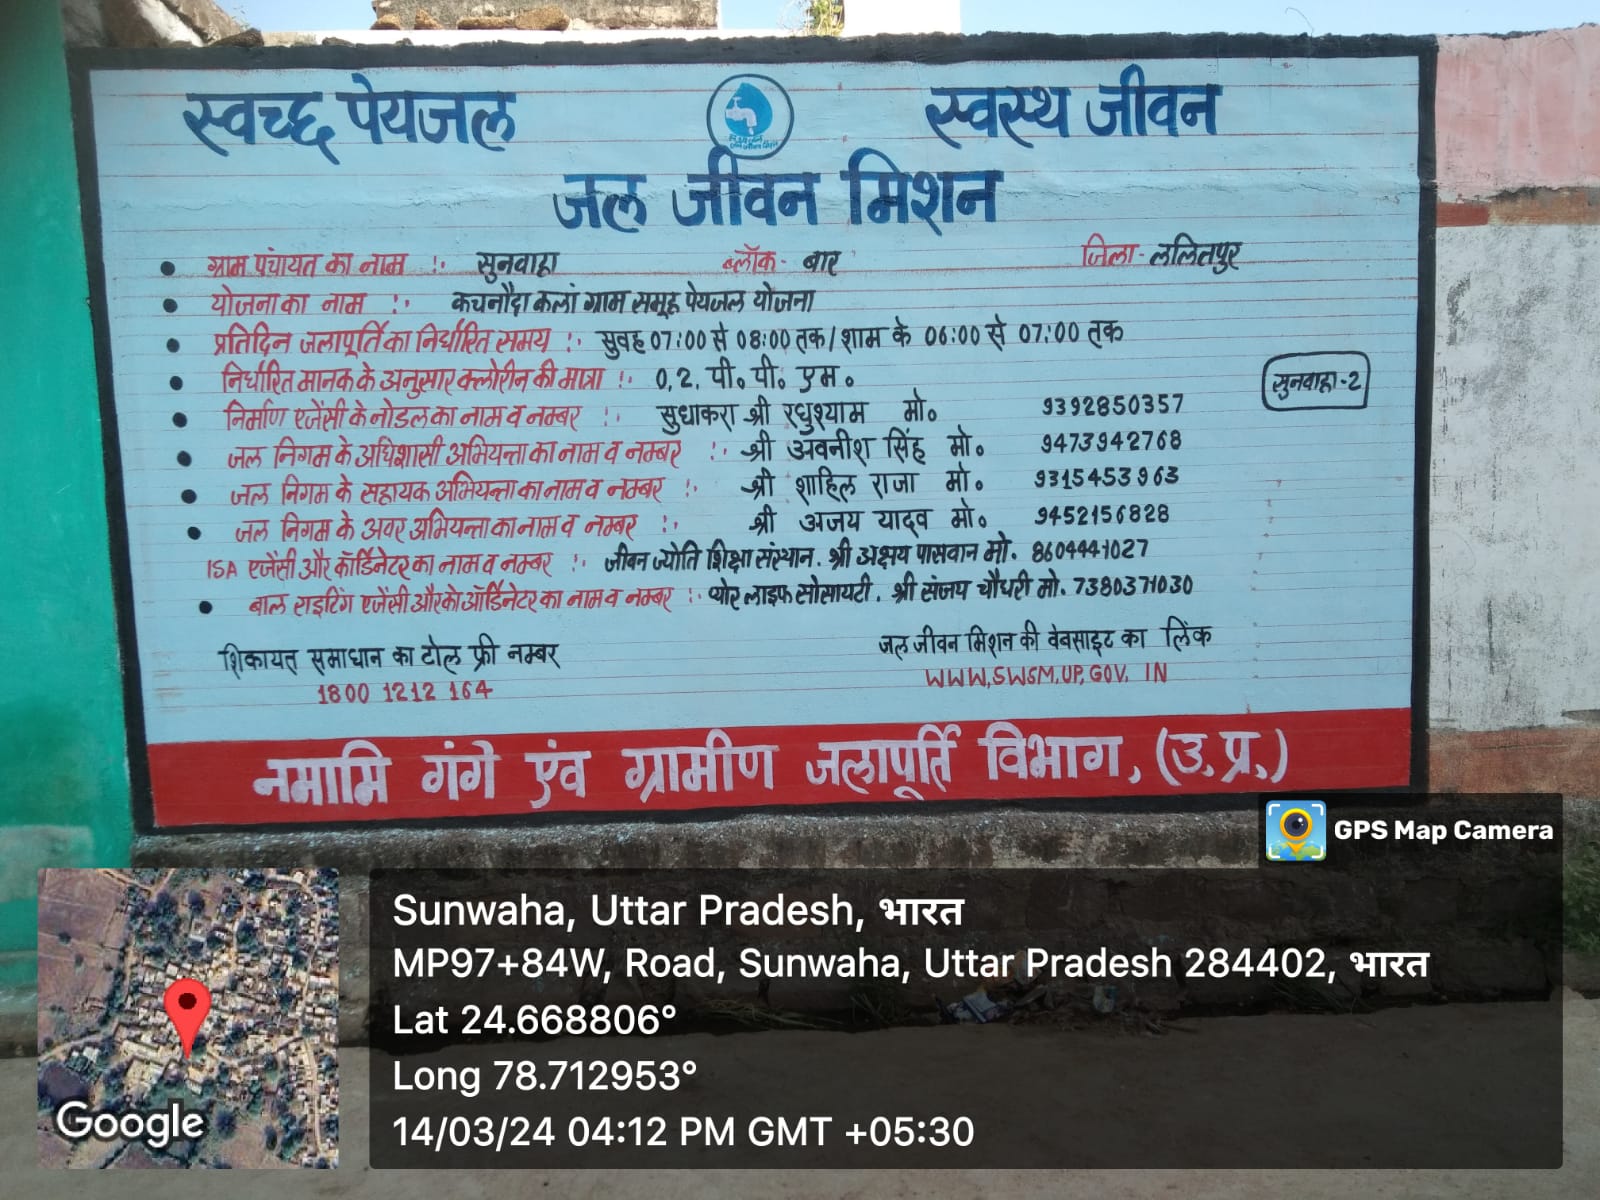 स्वच्छ पेयजल स्वस्थ जीवन
जल जीवन मिशन
• ग्राम पंचायत का नाम :- सुनवाहा ब्लॉक - बार जिला - ललितपुर
• योजना का नाम :- कचनौंदा कलां ग्राम समूह पेयजल योजना
• प्रतिदिन जलापूर्ति का निर्धारित समय :- सुवह 07:00 से 08:00 तक / शाम के 06:00 से 07:00 तक
• निर्धारित मानक के अनुसार क्लोरीन की मात्रा :- 0,2, पी॰ पी॰ एम॰
सुनवाहा-2
• निर्माण एजेंसी के नोडल का नाम व नम्बर :- सुधाकरा श्री रधुश्याम मो॰ 9392850357
• जल निगम के अधिशासी अभियन्ता का नाम व नम्बर :- श्री अवनीश सिंह मो॰ 9473942768
• जल निगम के सहायक अभियन्ता का नाम व नम्बर :- श्री शाहिल राजा मो॰ 9315453963
• जल निगम के अवर अभियन्ता का नाम व नम्बर :- श्री अजय यादव मो॰ 9452156828
ISA एजेंसी और कॉर्डिनेटर का नाम व नम्बर :- जीवन ज्योति शिक्षा संस्थान. श्री अक्षय पासवान मो. 8604441027
• बाल राइटिंग एजेंसी और को ऑर्डिनेटर का नाम व नम्बर :- प्योर लाइफ सोसायटी. श्री संजय चौधरी मो. 7380371030
शिकायत समाधान का टोल फ्री नम्बर जल जीवन मिशन की वेबसाइट का लिंक
1800 1212 164 WWW,SWSM,UP,GOV, IN
नमामि गंगे एंव ग्रामीण जलापूर्ति विभाग, (उ.प्र.)
GPS Map Camera
Sunwaha, Uttar Pradesh, भारत
MP97+84W, Road, Sunwaha, Uttar Pradesh 284402, भारत
Lat 24.668806°
Long 78.712953°
14/03/24 04:12 PM GMT +05:30
Google